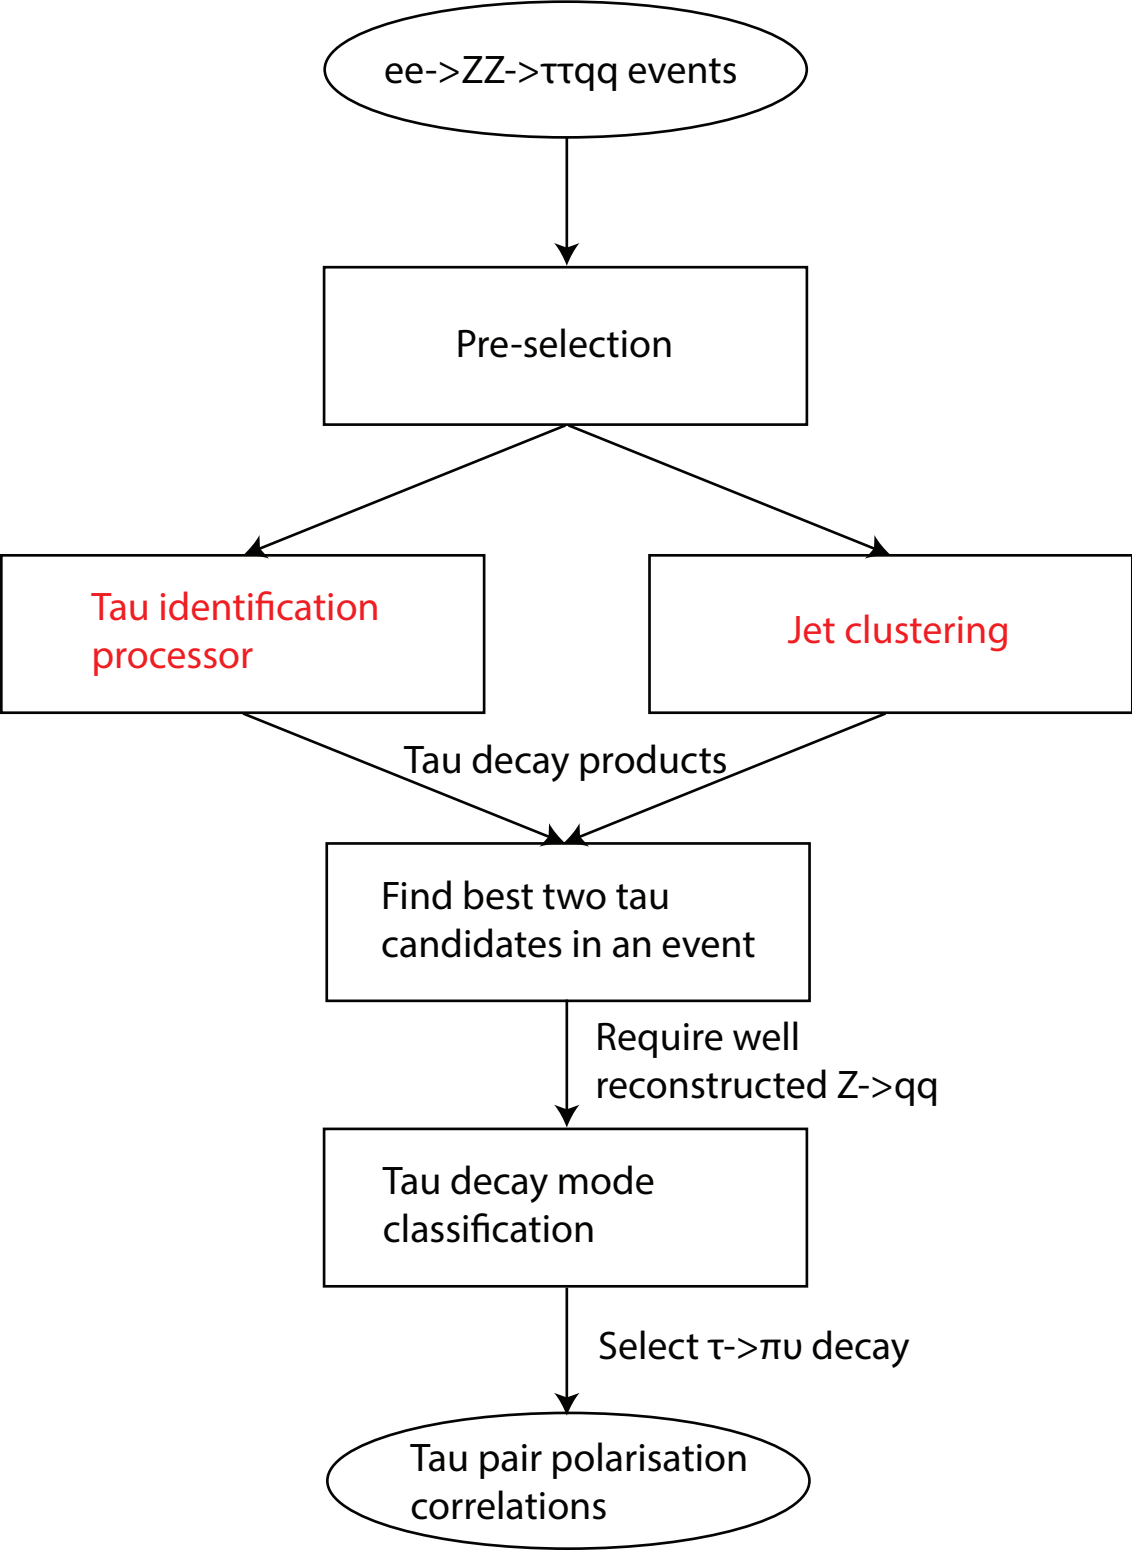 ee->ZZ->ττqq events
Pre-selection
Tau identification
processor
Jet clustering
Tau decay products
Find best two tau
candidates in an event
Require well
reconstructed Z->qq
Tau decay mode
classification
Select τ->πυ decay
Tau pair polarisation
correlations